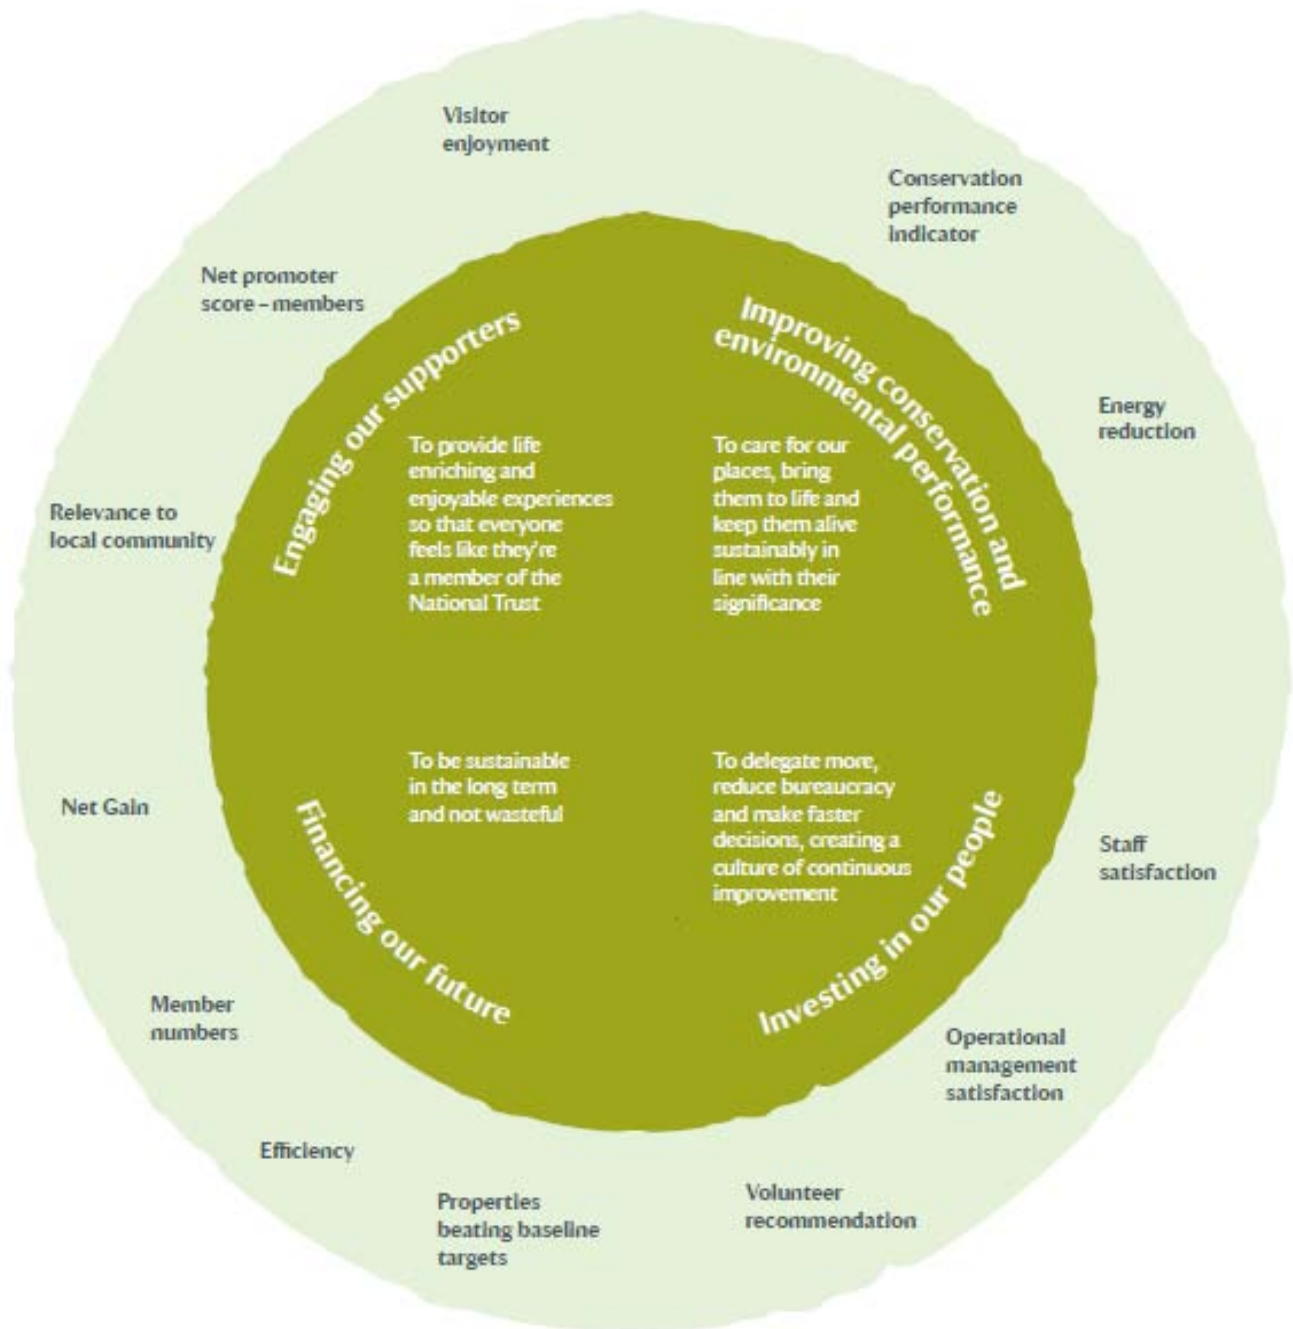 Visitor
enjoyment
Conservation
performance
indicator
Net promoter
score – members
Energy
reduction
Relevance to
local community
Engaging our supporters
To provide life
enriching and
enjoyable experiences
so that everyone
feels like they're
a member of the
National Trust
Improving conservation and
environmental performance
To care for our
places, bring
them to life and
keep them alive
sustainably in
line with their
significance
Financing our future
To be sustainable
in the long term
and not wasteful
Investing in our people
To delegate more,
reduce bureaucracy
and make faster
decisions, creating a
culture of continuous
improvement
Net Gain
Staff
satisfaction
Member
numbers
Operational
management
satisfaction
Efficiency
Properties
beating baseline
targets
Volunteer
recommendation